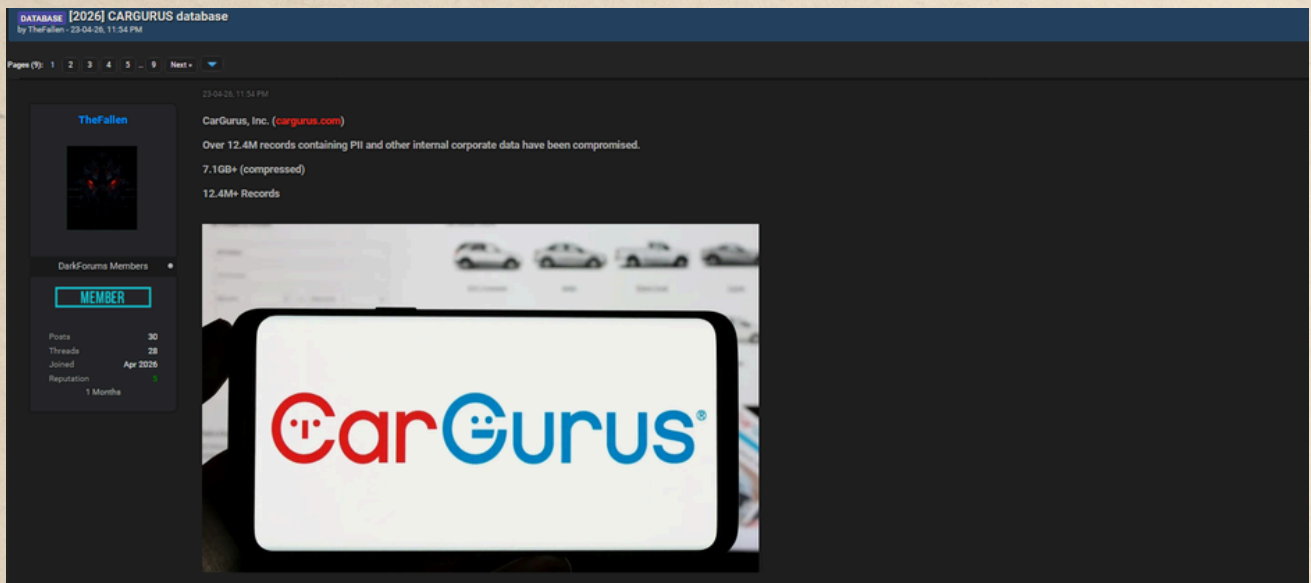 DATABASE [2026] CARGURUS database
by TheFallen - 23-04-26, 11:54 PM
Pages (9): 1 2 3 4 5 .. 9 Next »
23-04-26, 11:54 PM
TheFallen
CarGurus, Inc. (cargurus.com)
Over 12.4M records containing PII and other internal corporate data have been compromised.
7.1GB+ (compressed)
12.4M+ Records
DarkForums Members
MEMBER
Posts 30
Threads 28
Joined Apr 2026
Reputation 5
1 Months
CarGurus®